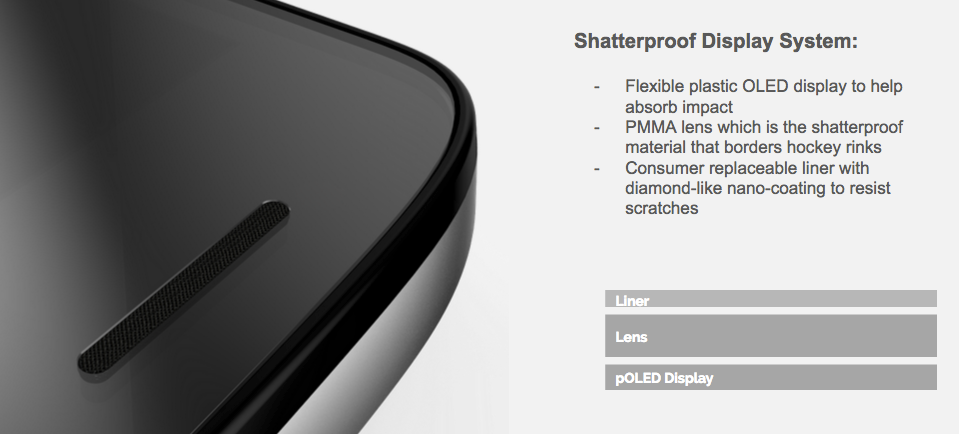 Shatterproof Display System:
- Flexible plastic OLED display to help
absorb impact
- PMMA lens which is the shatterproof
material that borders hockey rinks
- Consumer replaceable liner with
diamond-like nano-coating to resist
scratches
Liner
Lens
pOLED Display